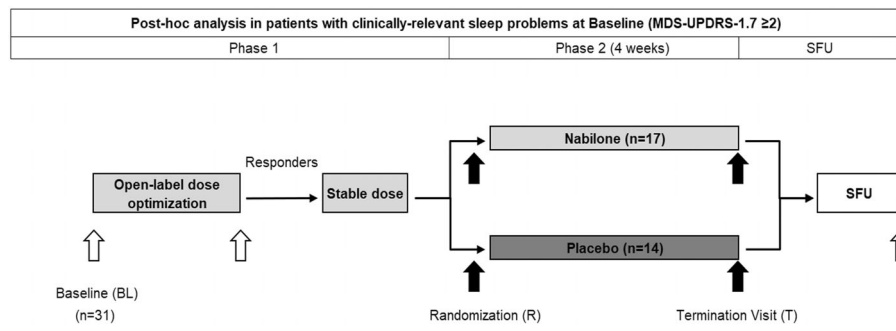 Post-hoc analysis in patients with clinically-relevant sleep problems at Baseline (MDS-UPDRS-1.7 ≥2)
Phase 1
Phase 2 (4 weeks)
SFU
Nabilone (n=17)
Responders
Open-label dose
optimization
Stable dose
SFU
Placebo (n=14)
Baseline (BL)
(n=31)
Randomization (R)
Termination Visit (T)